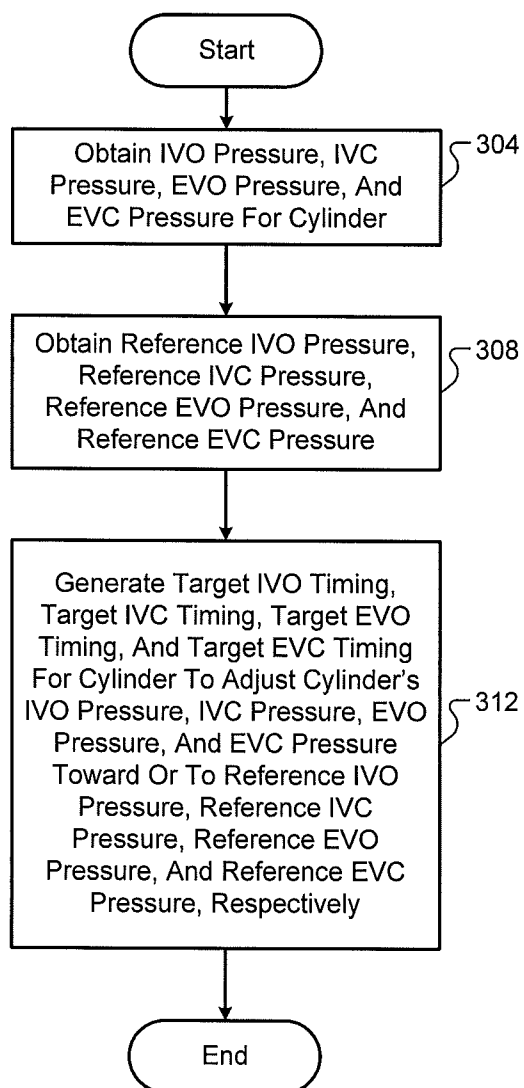 Start
Obtain IVO Pressure, IVC
Pressure, EVO Pressure, And
EVC Pressure For Cylinder
304
Obtain Reference IVO Pressure,
Reference IVC Pressure,
Reference EVO Pressure, And
Reference EVC Pressure
308
Generate Target IVO Timing,
Target IVC Timing, Target EVO
Timing, And Target EVC Timing
For Cylinder To Adjust Cylinder's
IVO Pressure, IVC Pressure, EVO
Pressure, And EVC Pressure
Toward Or To Reference IVO
Pressure, Reference IVC
Pressure, Reference EVO
Pressure, And Reference EVC
Pressure, Respectively
312
End